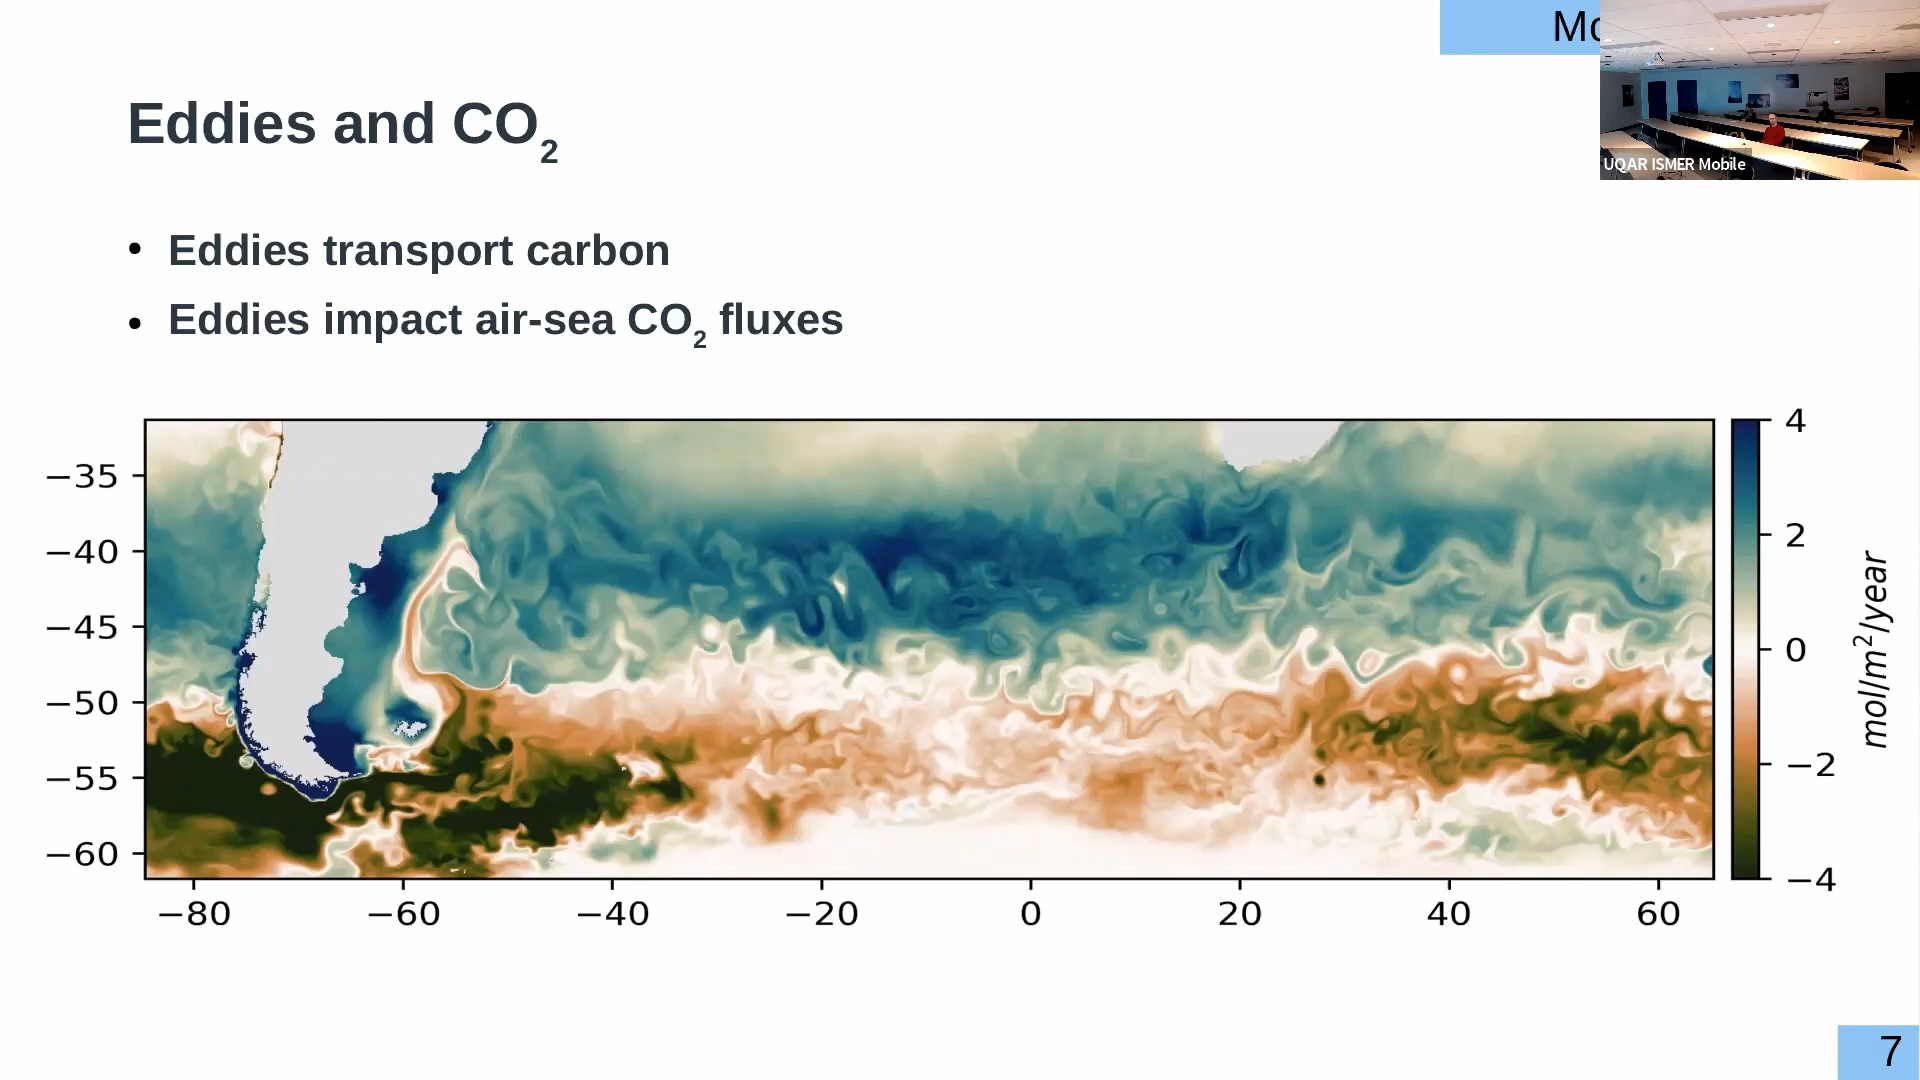 Eddies and CO₂
UQAR ISMER Mobile
• Eddies transport carbon
• Eddies impact air-sea CO₂ fluxes
−35
−40
−45
−50
−55
−60
−80 −60 −40 −20 0 20 40 60
4
2
0
−2
−4
mol/m²/year
7